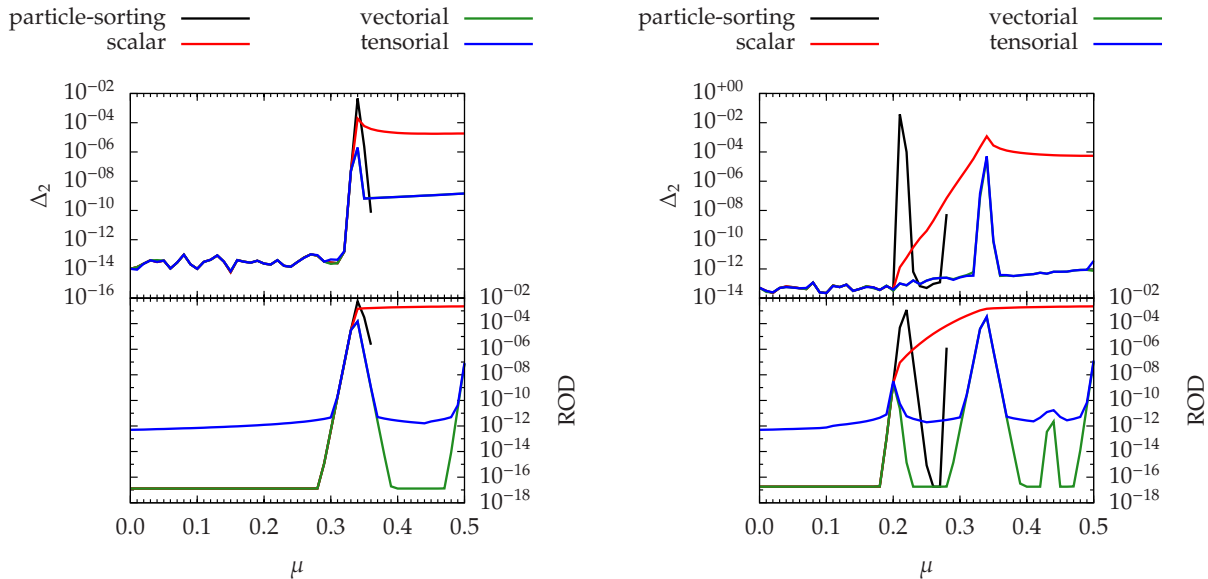 particle-sorting
scalar
vectorial
tensorial
10⁻⁰²
10⁻⁰⁴
10⁻⁰⁶
10⁻⁰⁸
10⁻¹⁰
10⁻¹²
10⁻¹⁴
10⁻¹⁶
Δ₂
10⁻⁰²
10⁻⁰⁴
10⁻⁰⁶
10⁻⁰⁸
10⁻¹⁰
10⁻¹²
10⁻¹⁴
10⁻¹⁶
10⁻¹⁸
ROD
0.0 0.1 0.2 0.3 0.4 0.5
μ
particle-sorting
scalar
vectorial
tensorial
10⁺⁰⁰
10⁻⁰²
10⁻⁰⁴
10⁻⁰⁶
10⁻⁰⁸
10⁻¹⁰
10⁻¹²
10⁻¹⁴
Δ₂
10⁻⁰²
10⁻⁰⁴
10⁻⁰⁶
10⁻⁰⁸
10⁻¹⁰
10⁻¹²
10⁻¹⁴
10⁻¹⁶
10⁻¹⁸
ROD
0.0 0.1 0.2 0.3 0.4 0.5
μ